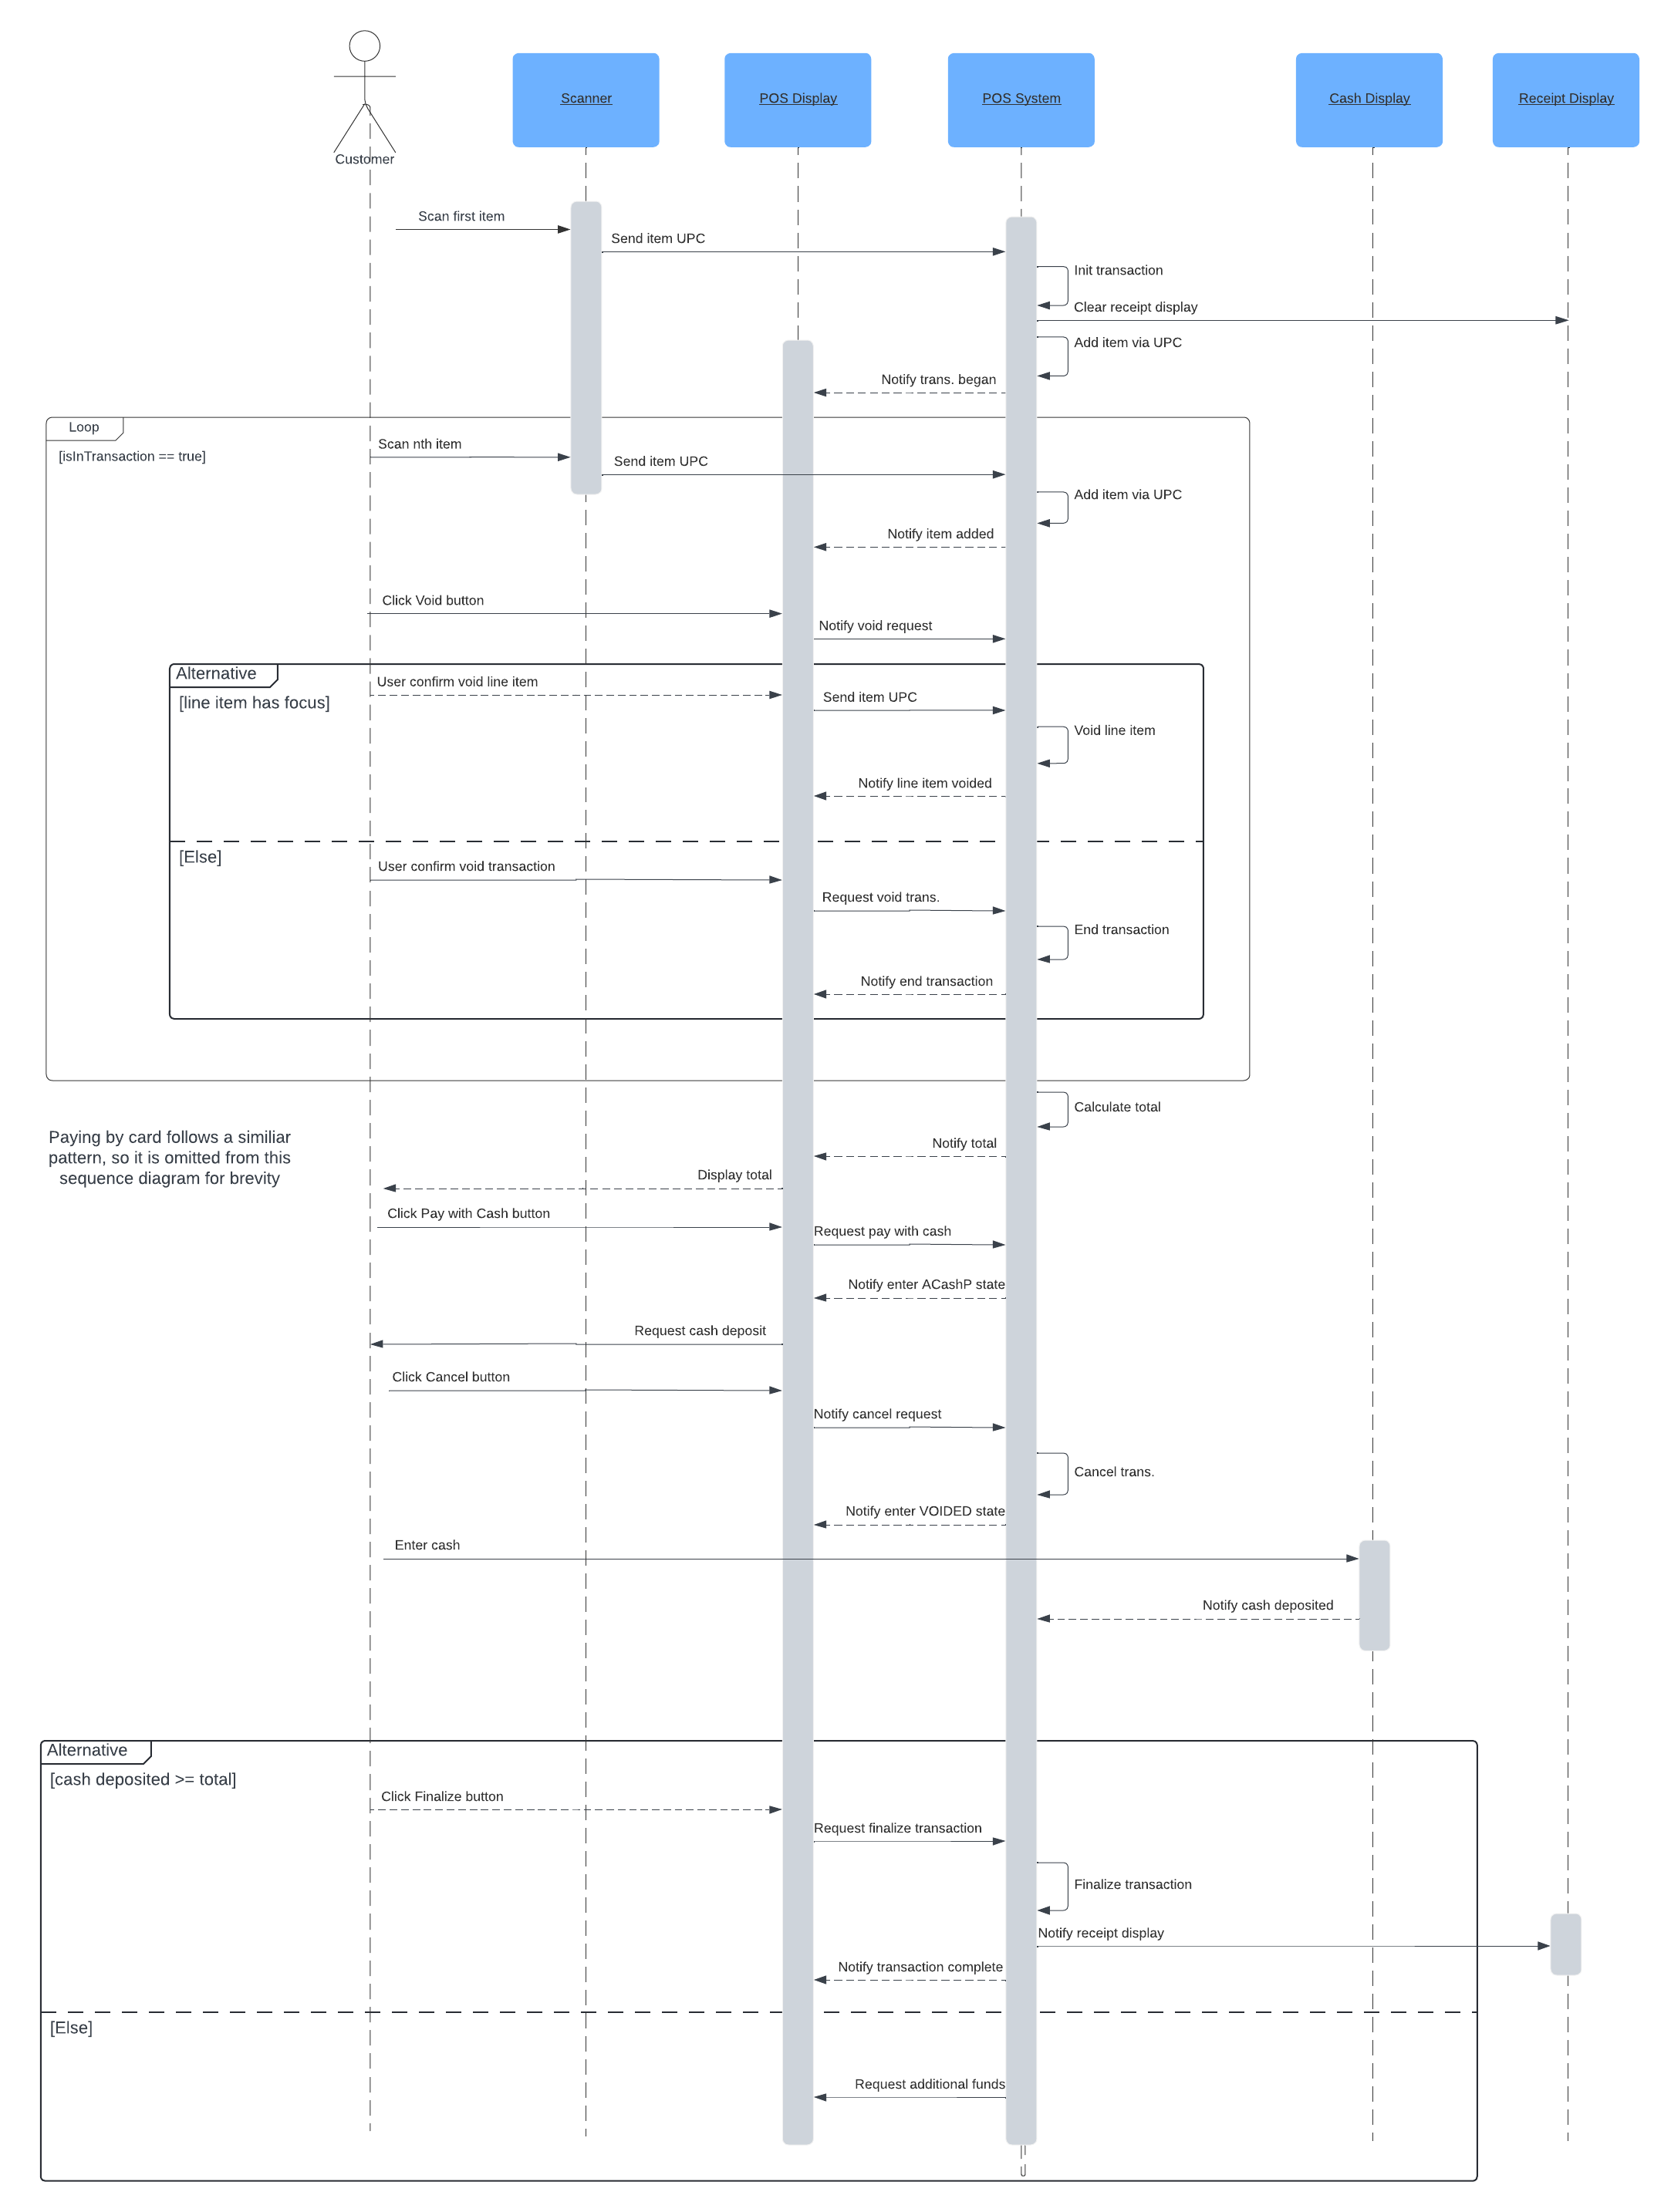 Customer
Scanner
POS Display
POS System
Cash Display
Receipt Display
Scan first item
Send item UPC
Init transaction
Clear receipt display
Add item via UPC
Notify trans. began
Loop
[isInTransaction == true]
Scan nth item
Send item UPC
Add item via UPC
Notify item added
Click Void button
Notify void request
Alternative
[line item has focus]
User confirm void line item
Send item UPC
Void line item
Notify line item voided
[Else]
User confirm void transaction
Request void trans.
End transaction
Notify end transaction
Calculate total
Paying by card follows a similiar
pattern, so it is omitted from this
sequence diagram for brevity
Notify total
Display total
Click Pay with Cash button
Request pay with cash
Notify enter ACashP state
Request cash deposit
Click Cancel button
Notify cancel request
Cancel trans.
Notify enter VOIDED state
Enter cash
Notify cash deposited
Alternative
[cash deposited >= total]
Click Finalize button
Request finalize transaction
Finalize transaction
Notify receipt display
Notify transaction complete
[Else]
Request additional funds